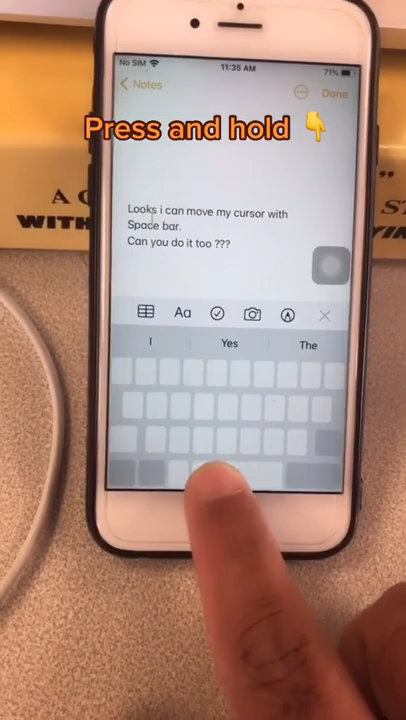 No SIM
11:35 AM
71%
Notes
Done
Press and hold 👇
Looks i can move my cursor with
Space bar.
Can you do it too ???
Aa
I
Yes
The
A
WITH
"